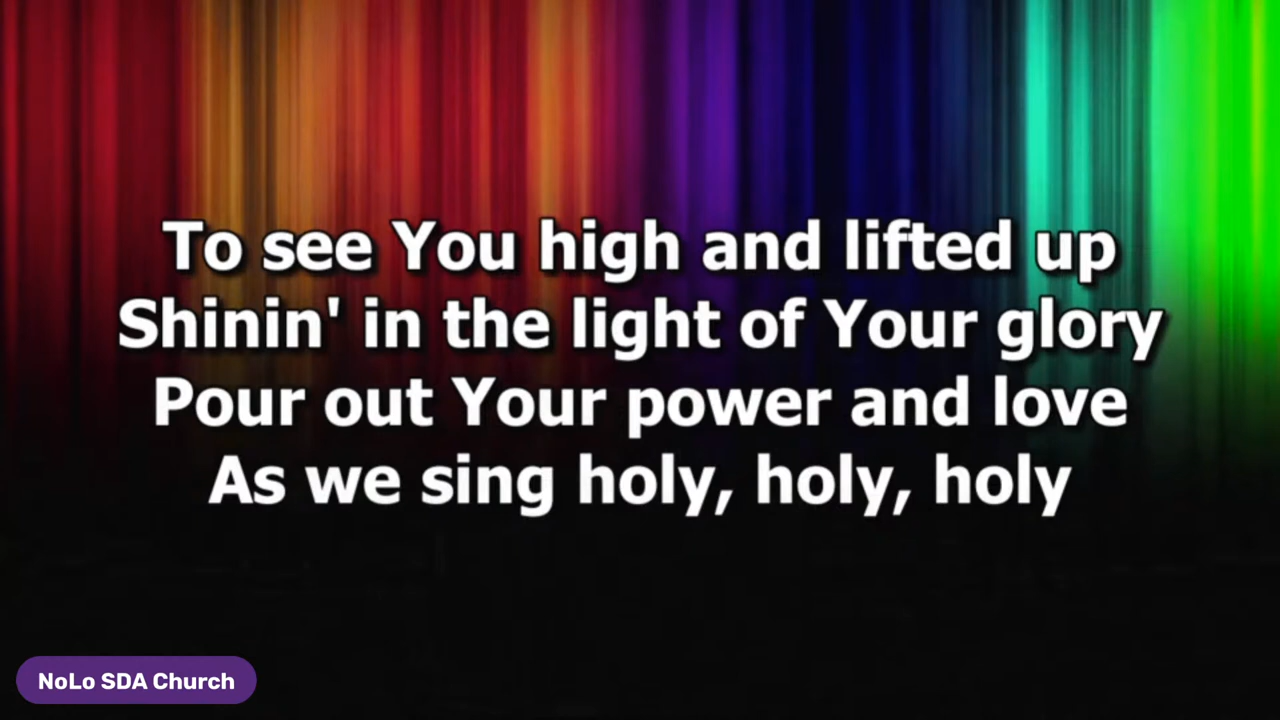 To see You high and lifted up
Shinin' in the light of Your glory
Pour out Your power and love
As we sing holy, holy, holy
NoLo SDA Church